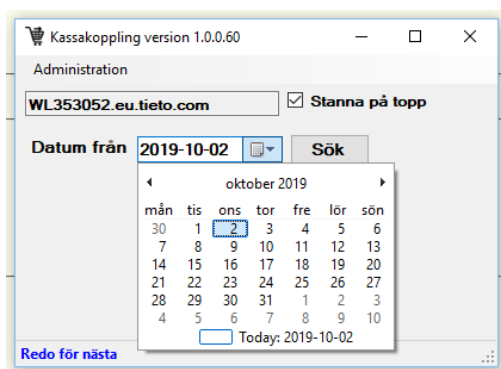 Kassakoppling version 1.0.0.60
Administration
WL353052.eu.tieto.com Stanna på topp
Datum från 2019-10-02 Sök
oktober 2019
mån tis ons tor fre lör sön
30 1 2 3 4 5 6
7 8 9 10 11 12 13
14 15 16 17 18 19 20
21 22 23 24 25 26 27
28 29 30 31 1 2 3
4 5 6 7 8 9 10
Today: 2019-10-02
Redo för nästa